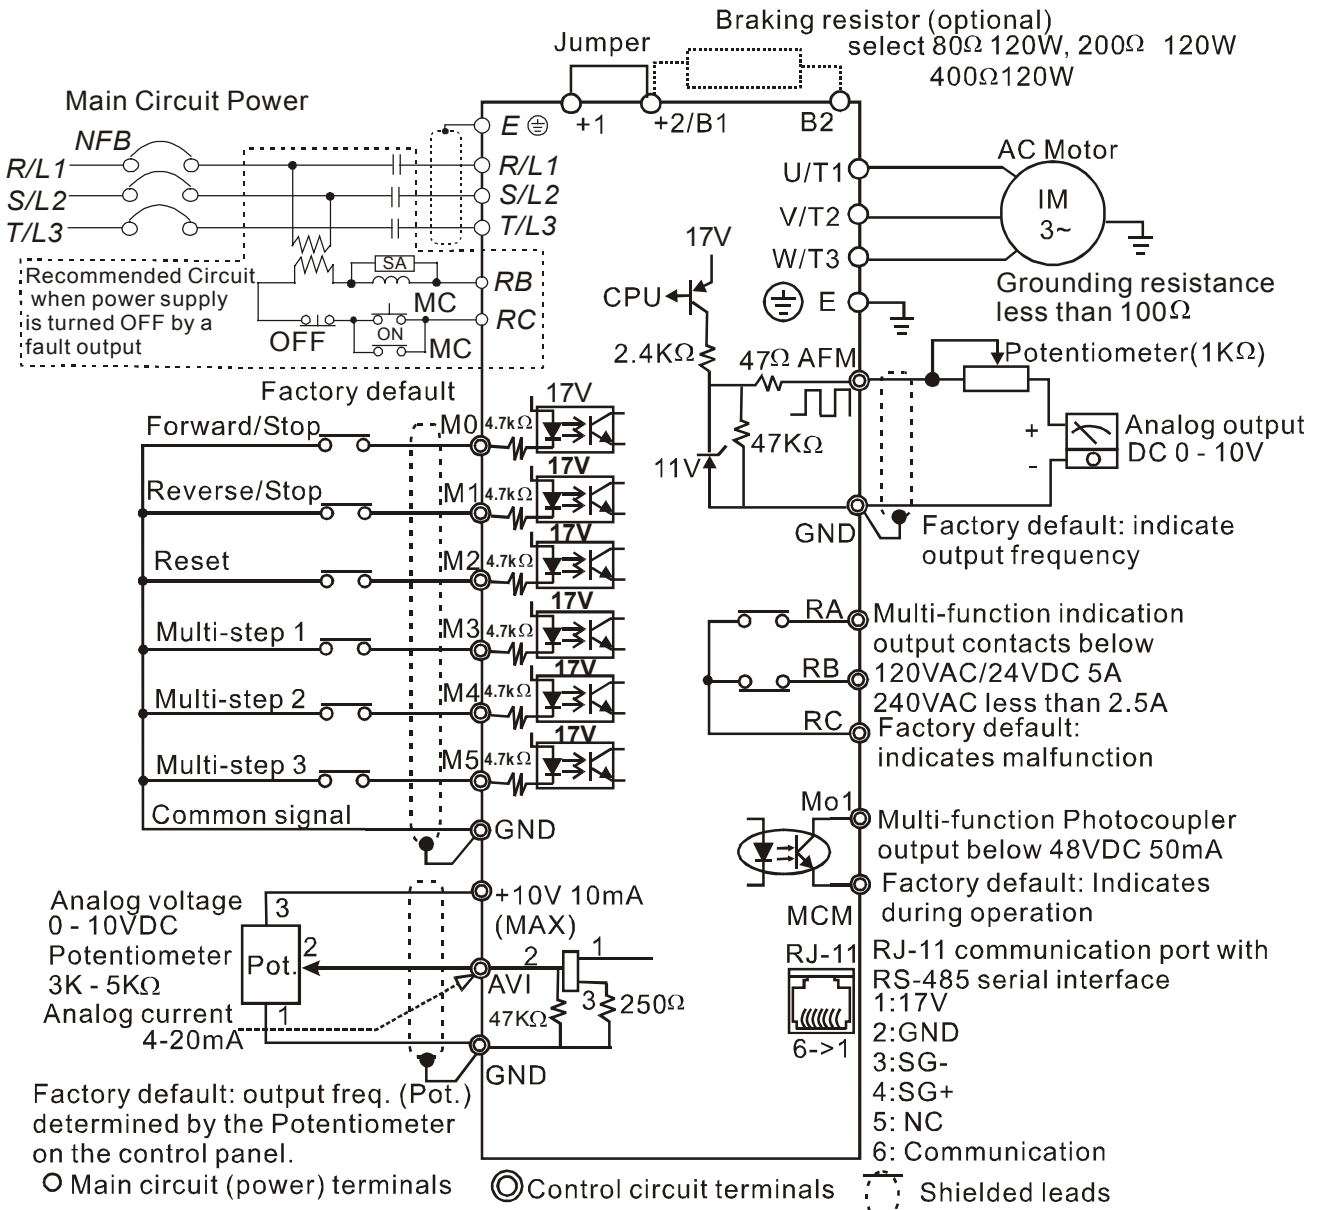 Braking resistor (optional)
select 80Ω 120W, 200Ω 120W
400Ω120W
Jumper
Main Circuit Power
+1
+2/B1
B2
NFB
E
R/L1
R/L1
S/L2
S/L2
T/L3
T/L3
Recommended Circuit
when power supply
is turned OFF by a
fault output
SA
RB
MC
RC
OFF
ON
MC
U/T1
V/T2
W/T3
E
AC Motor
IM
3~
Grounding resistance
less than 100Ω
17V
CPU
2.4KΩ
47Ω
AFM
47KΩ
11V
GND
Potentiometer(1KΩ)
+
-
Analog output
DC 0 - 10V
Factory default: indicate
output frequency
Factory default
Forward/Stop
M0
4.7kΩ
17V
Reverse/Stop
M1
4.7kΩ
17V
Reset
M2
4.7kΩ
17V
Multi-step 1
M3
4.7kΩ
17V
Multi-step 2
M4
4.7kΩ
17V
Multi-step 3
M5
4.7kΩ
17V
Common signal
GND
RA
RB
RC
Multi-function indication
output contacts below
120VAC/24VDC 5A
240VAC less than 2.5A
Factory default:
indicates malfunction
Mo1
MCM
Multi-function Photocoupler
output below 48VDC 50mA
Factory default: Indicates
during operation
Analog voltage
0 - 10VDC
Potentiometer
3K - 5KΩ
Analog current
4-20mA
3
Pot.
2
1
+10V 10mA
(MAX)
2
1
AVI
3
47KΩ
250Ω
GND
RJ-11
6->1
RJ-11 communication port with
RS-485 serial interface
1:17V
2:GND
3:SG-
4:SG+
5: NC
6: Communication
Factory default: output freq. (Pot.)
determined by the Potentiometer
on the control panel.
Main circuit (power) terminals
Control circuit terminals
Shielded leads